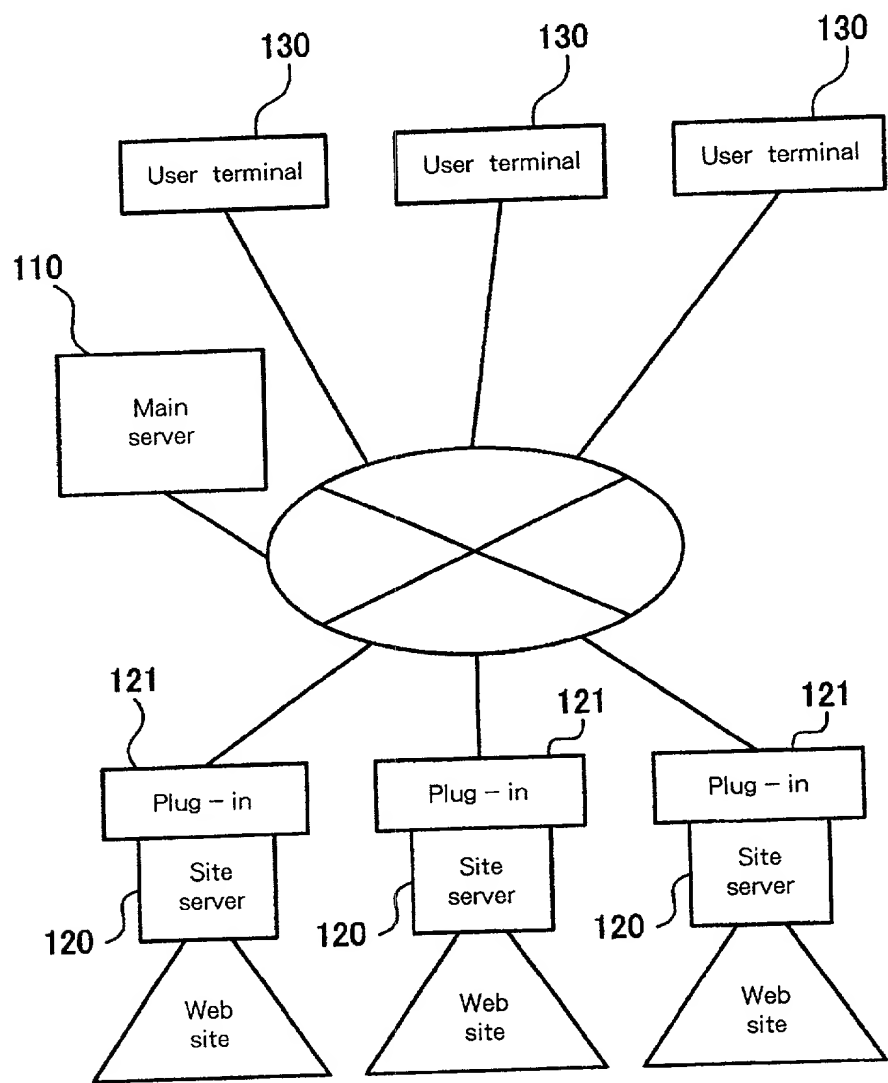 130
130
130
User terminal
User terminal
User terminal
110
Main
server
121
121
121
Plug-in
Plug-in
Plug-in
Site
server
Site
server
Site
server
120
120
120
Web
site
Web
site
Web
site